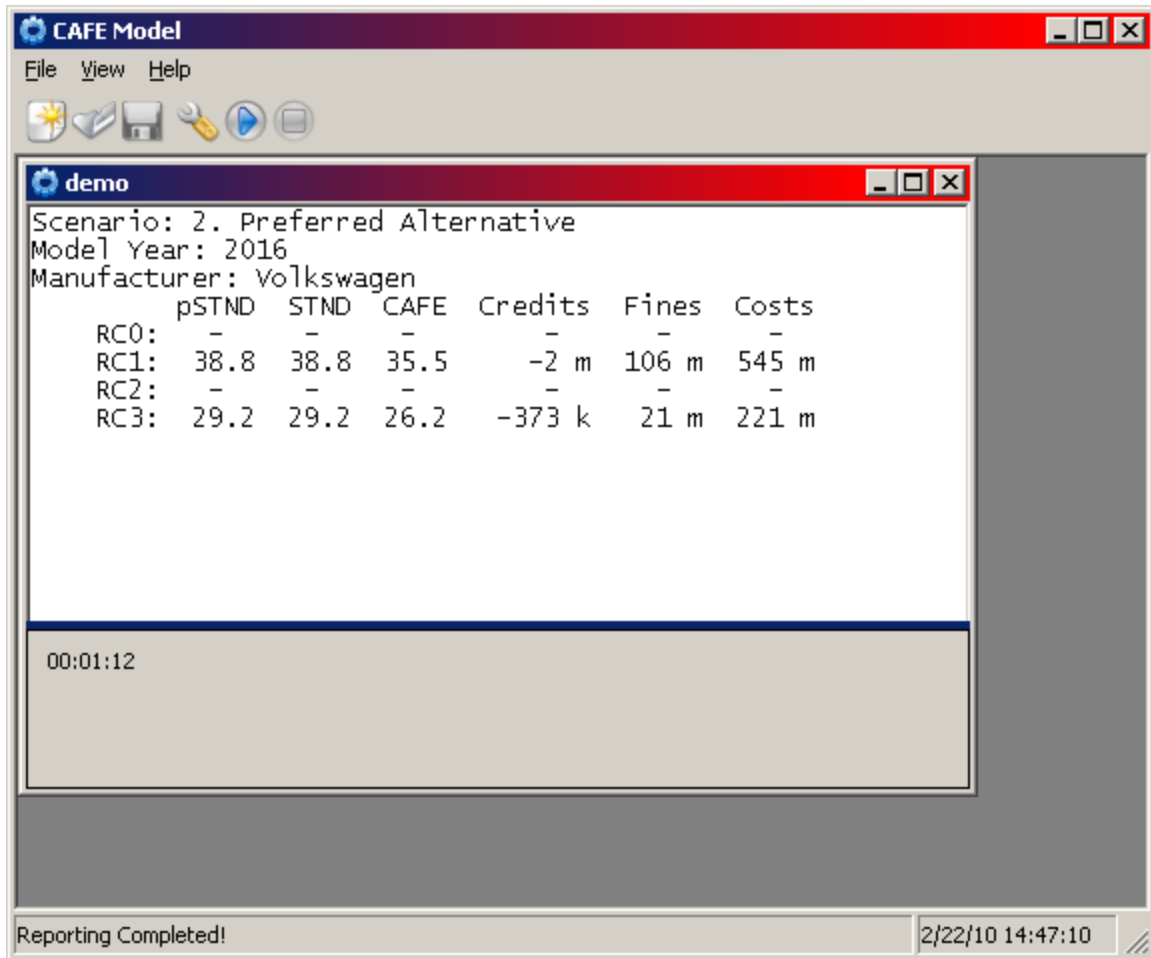 CAFE Model
File View Help
demo
Scenario: 2. Preferred Alternative
Model Year: 2016
Manufacturer: Volkswagen
pSTND STND CAFE Credits Fines Costs
RC0: - - - - - -
RC1: 38.8 38.8 35.5 -2 m 106 m 545 m
RC2: - - - - - -
RC3: 29.2 29.2 26.2 -373 k 21 m 221 m
00:01:12
Reporting Completed! 2/22/10 14:47:10